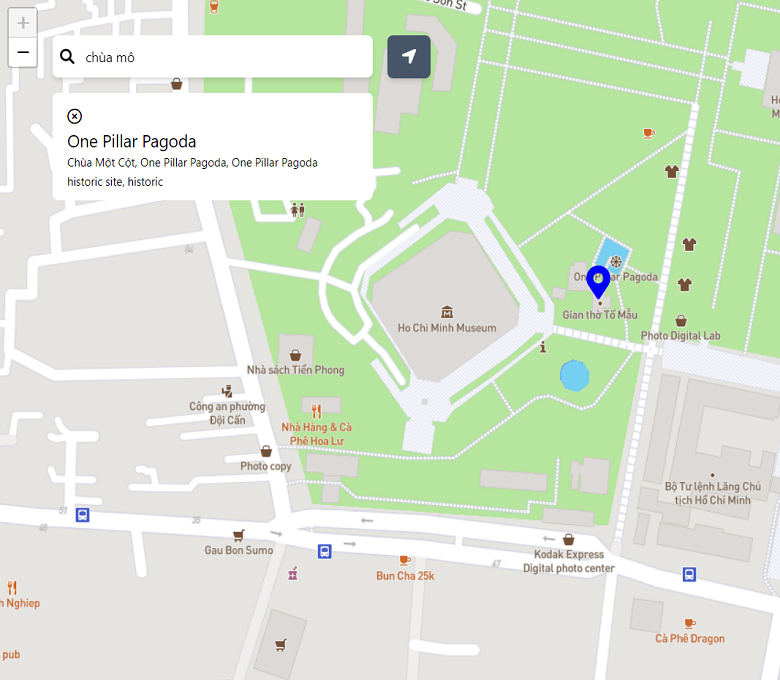 Son St
+
−
chùa mô
One Pillar Pagoda
Chùa Một Cột, One Pillar Pagoda, One Pillar Pagoda
historic site, historic
64
One Pillar Pagoda
Gian thờ Tổ Mẫu
Ho Chi Minh Museum
Photo Digital Lab
Nhà sách Tiền Phong
Công an phường
Đội Cấn
Nhà Hàng & Cà
Phê Hoa Lư
Photo copy
Bộ Tư lệnh Lăng Chủ
tịch Hồ Chí Minh
51
35
Gau Bon Sumo
Kodak Express
Digital photo center
47
Bun Cha 25k
h Nghiep
Cà Phê Dragon
pub